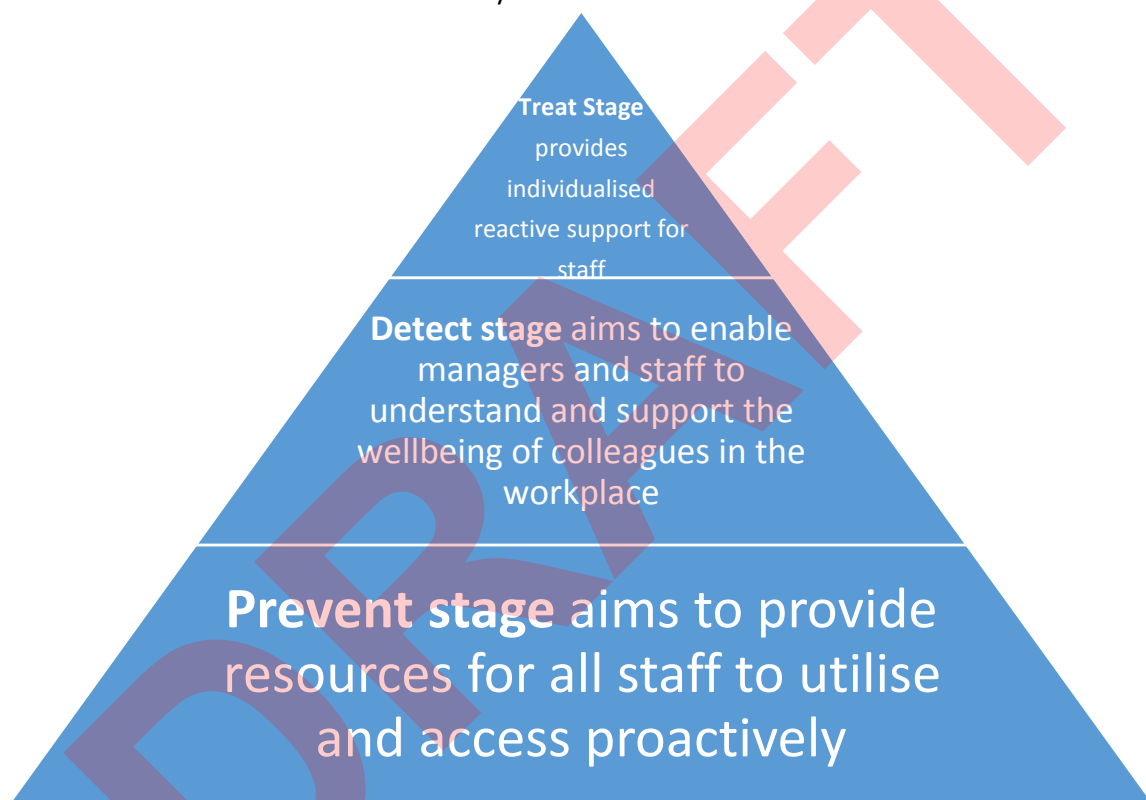 Treat Stage
provides
individualised
reactive support for
staff
Detect stage aims to enable
managers and staff to
understand and support the
wellbeing of colleagues in the
workplace
Prevent stage aims to provide
resources for all staff to utilise
and access proactively
DRAFT